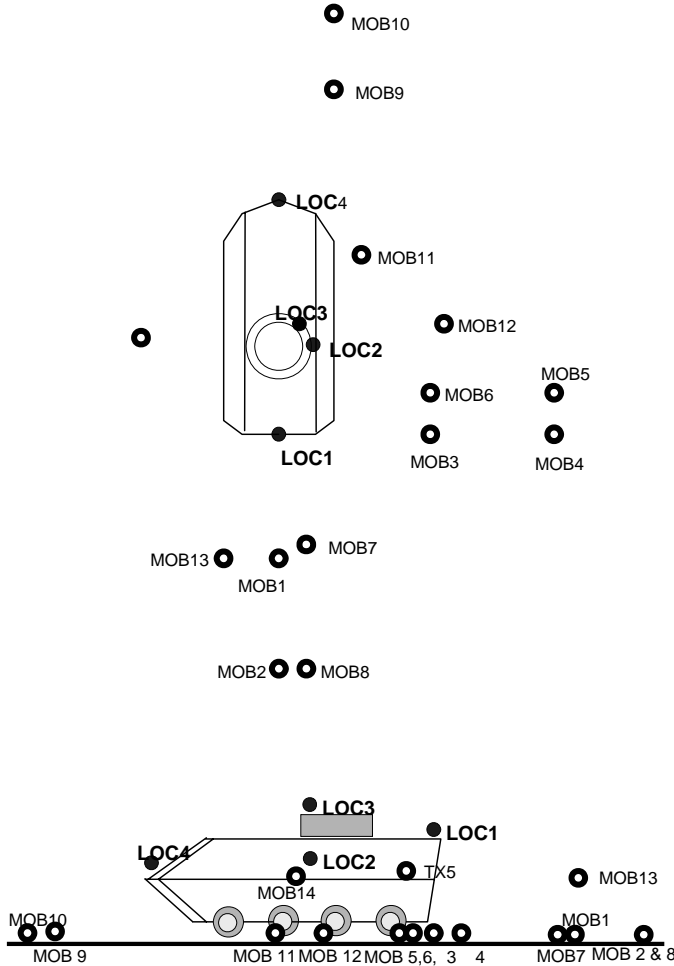 MOB10
MOB9
LOC4
MOB11
LOC3
MOB12
LOC2
MOB5
MOB6
LOC1
MOB3
MOB4
MOB7
MOB13
MOB1
MOB2
MOB8
LOC3
LOC1
LOC4
LOC2
TX5
MOB14
MOB13
MOB10
MOB1
MOB 9
MOB 11
MOB 12
MOB 5,6, 3 4
MOB7
MOB 2 & 8